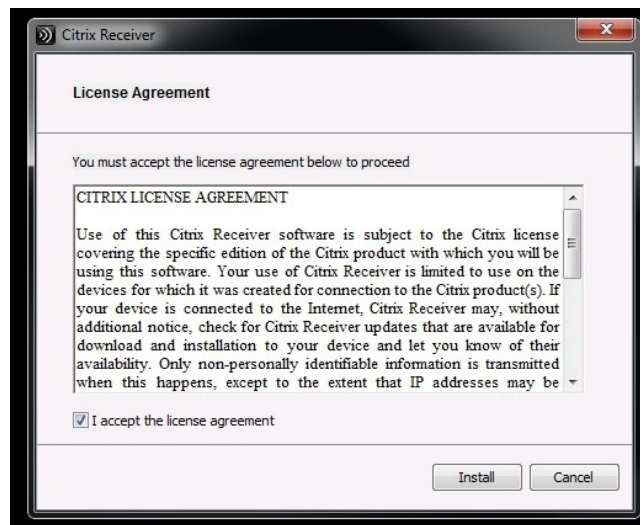 Citrix Receiver
License Agreement
You must accept the license agreement below to proceed
CITRIX LICENSE AGREEMENT
Use of this Citrix Receiver software is subject to the Citrix license
covering the specific edition of the Citrix product with which you will be
using this software. Your use of Citrix Receiver is limited to use on the
devices for which it was created for connection to the Citrix product(s). If
your device is connected to the Internet, Citrix Receiver may, without
additional notice, check for Citrix Receiver updates that are available for
download and installation to your device and let you know of their
availability. Only non-personally identifiable information is transmitted
when this happens, except to the extent that IP addresses may be
I accept the license agreement
Install Cancel